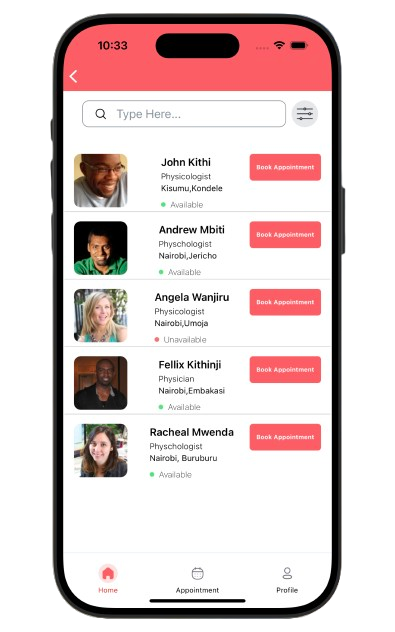 10:33
Type Here...
John Kithi
Physicologist
Kisumu,Kondele
Available
Book Appointment
Andrew Mbiti
Physchologist
Nairobi,Jericho
Available
Book Appointment
Angela Wanjiru
Physicologist
Nairobi,Umoja
Unavailable
Book Appointment
Fellix Kithinji
Physician
Nairobi,Embakasi
Available
Book Appointment
Racheal Mwenda
Physchologist
Nairobi, Buruburu
Available
Book Appointment
Home
Appointment
Profile